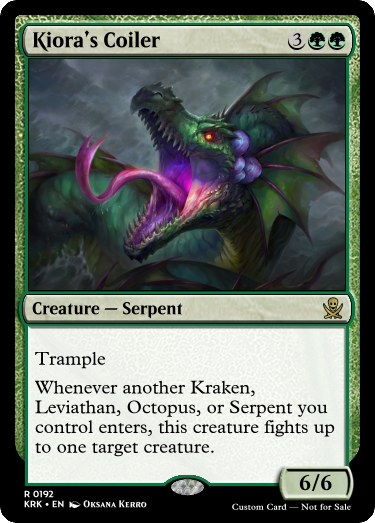 Kiora's Coiler 3
Creature — Serpent
Trample
Whenever another Kraken,
Leviathan, Octopus, or Serpent you
control enters, this creature fights up
to one target creature.
6/6
R 0192
KRK • EN Oksana Kerro
Custom Card — Not for Sale